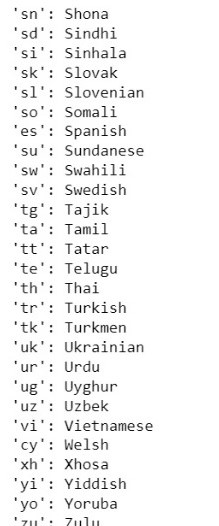 'sn': Shona
'sd': Sindhi
'si': Sinhala
'sk': Slovak
'sl': Slovenian
'so': Somali
'es': Spanish
'su': Sundanese
'sw': Swahili
'sv': Swedish
'tg': Tajik
'ta': Tamil
'tt': Tatar
'te': Telugu
'th': Thai
'tr': Turkish
'tk': Turkmen
'uk': Ukrainian
'ur': Urdu
'ug': Uyghur
'uz': Uzbek
'vi': Vietnamese
'cy': Welsh
'xh': Xhosa
'yi': Yiddish
'yo': Yoruba
'zu': Zulu